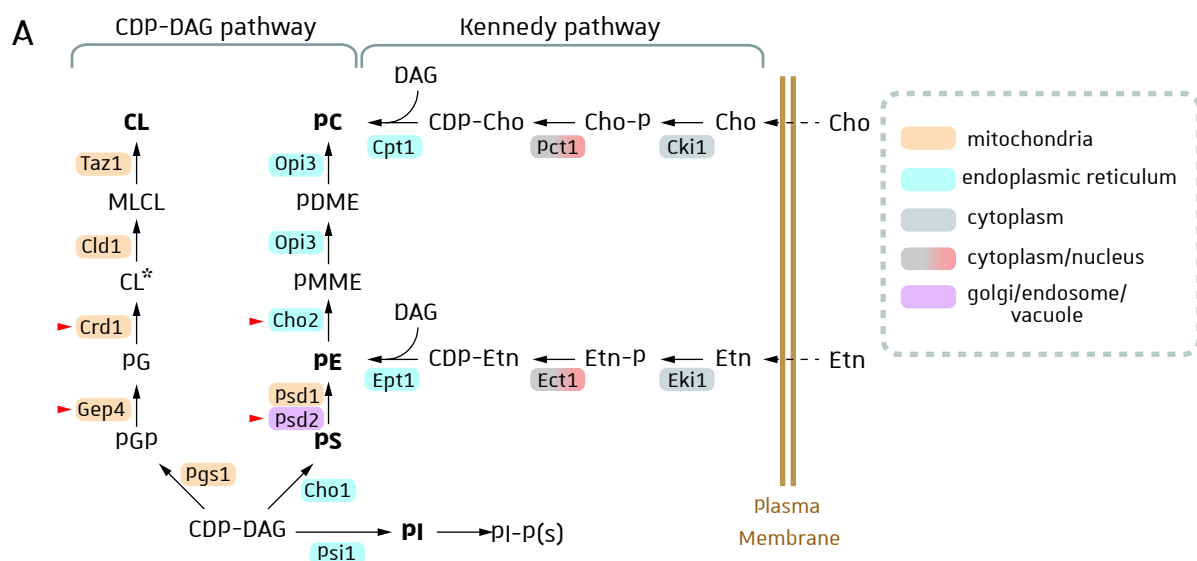 A
CDP-DAG pathway
Kennedy pathway
DAG
CL
PC
CDP-Cho
Cho-P
Cho
Cho
Cpt1
Pct1
Cki1
Taz1
Opi3
MLCL
PDME
Cld1
Opi3
CL*
PMME
Crd1
Cho2
DAG
PG
PE
CDP-Etn
Etn-P
Etn
Etn
Ept1
Ect1
Eki1
Psd1
Gep4
Psd2
PGP
PS
Pgs1
Cho1
CDP-DAG
PI
PI-P(s)
Psi1
Plasma
Membrane
mitochondria
endoplasmic reticulum
cytoplasm
cytoplasm/nucleus
golgi/endosome/
vacuole